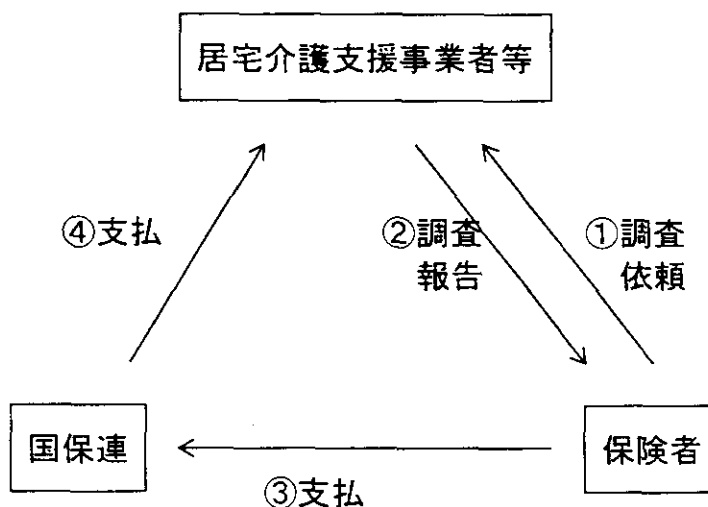 居宅介護支援事業者等
④支払
②調査
報告
①調査
依頼
国保連
保険者
③支払